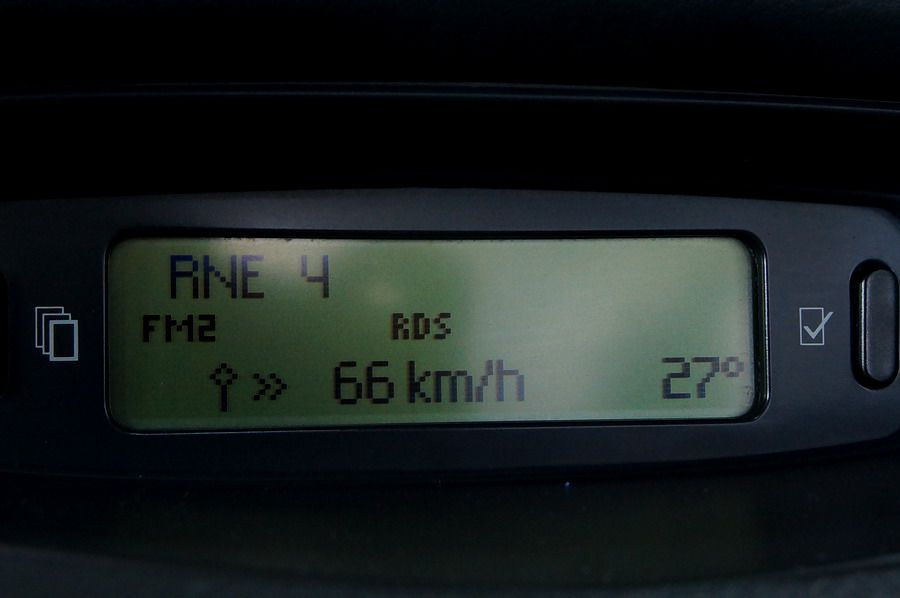 RNE 4
FM2 RDS
↑ » 66 km/h 27°